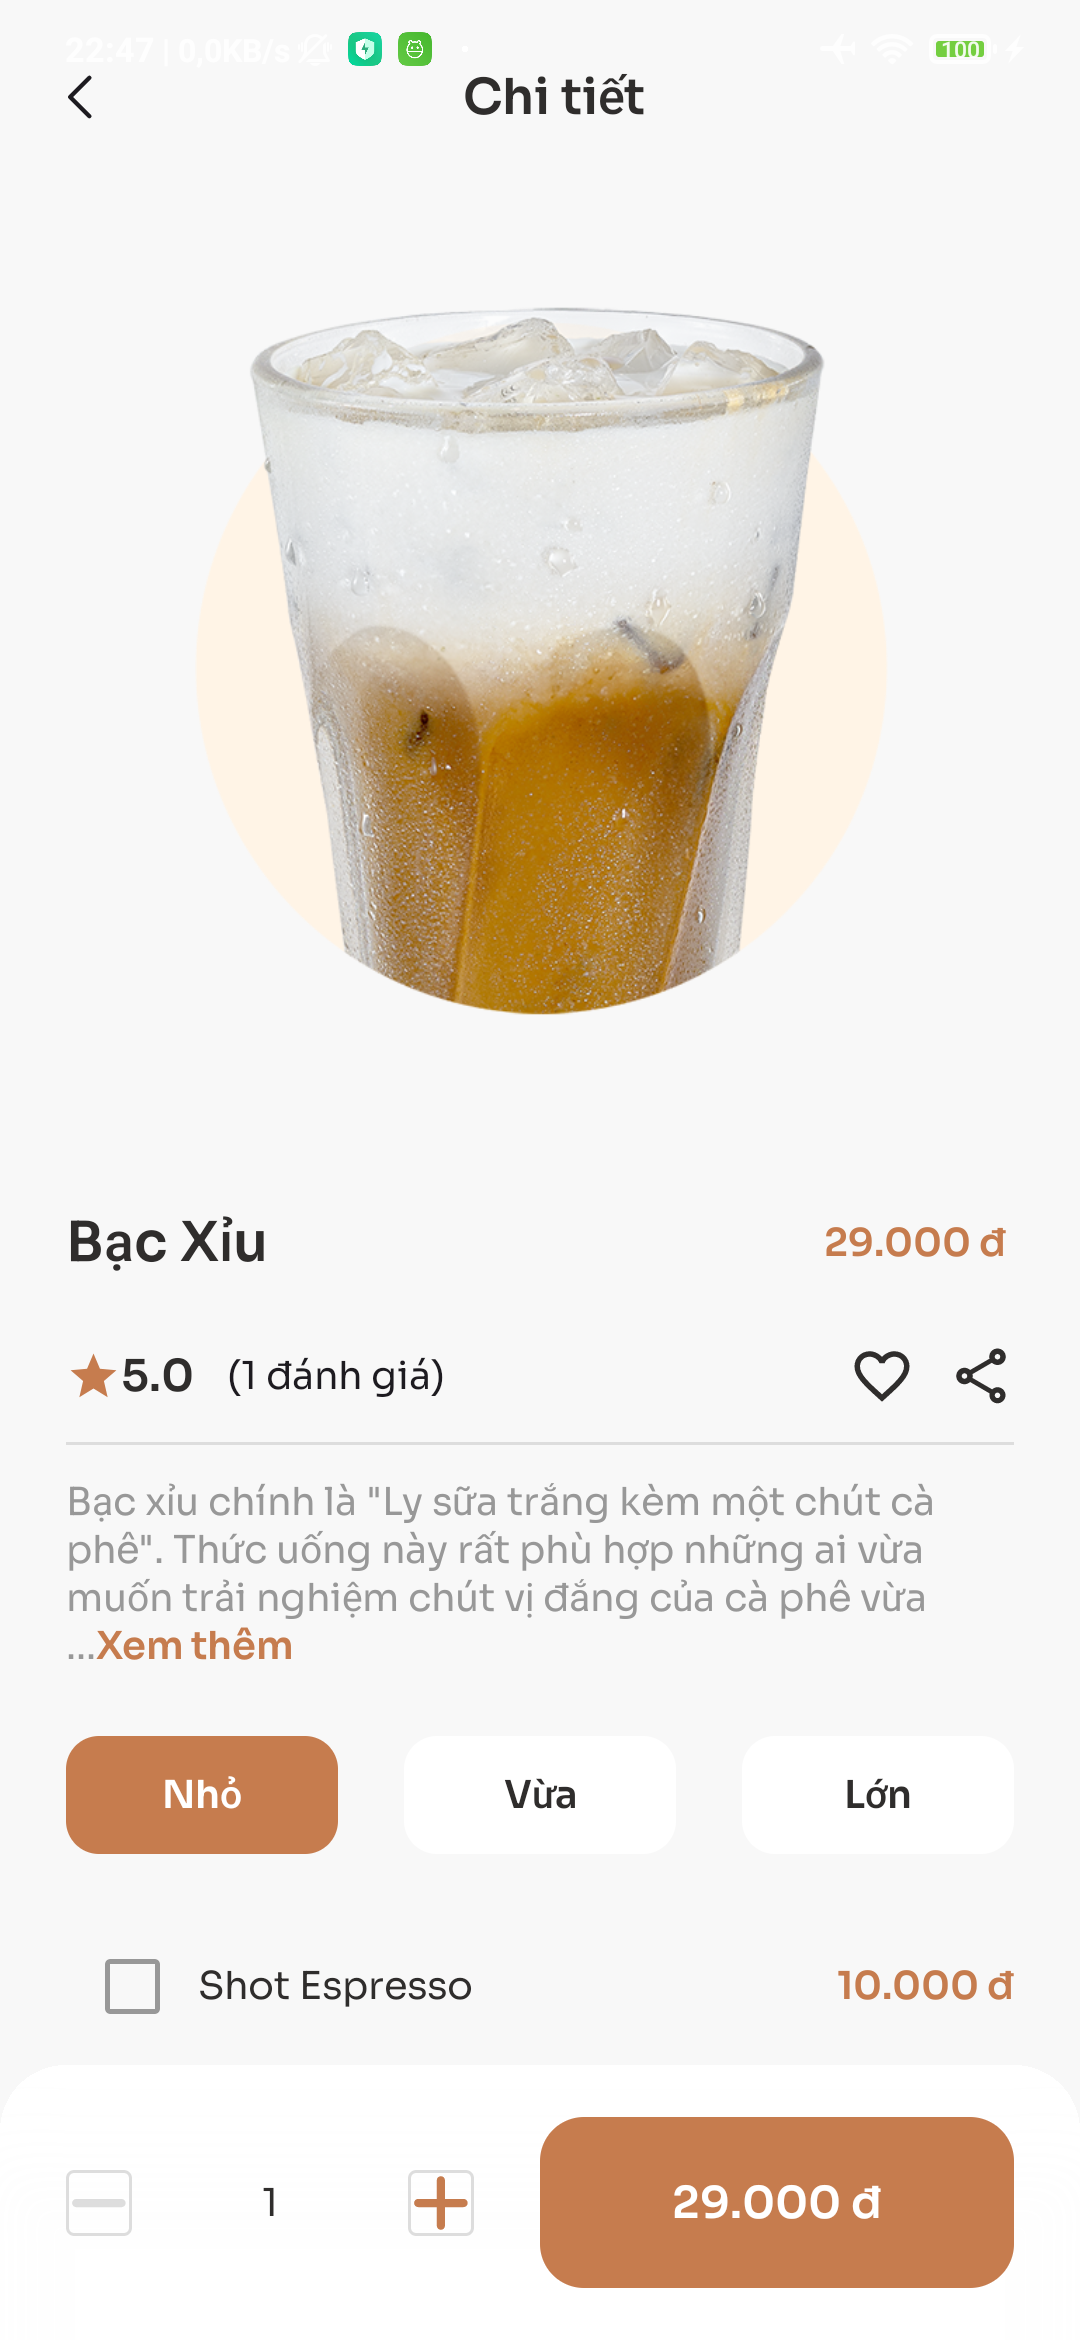 22:47 | 0,0KB/s
100
Chi tiết
Bạc Xỉu
29.000 đ
5.0 (1 đánh giá)
Bạc xỉu chính là "Ly sữa trắng kèm một chút cà
phê". Thức uống này rất phù hợp những ai vừa
muốn trải nghiệm chút vị đắng của cà phê vừa
...Xem thêm
Nhỏ
Vừa
Lớn
Shot Espresso
10.000 đ
1
29.000 đ